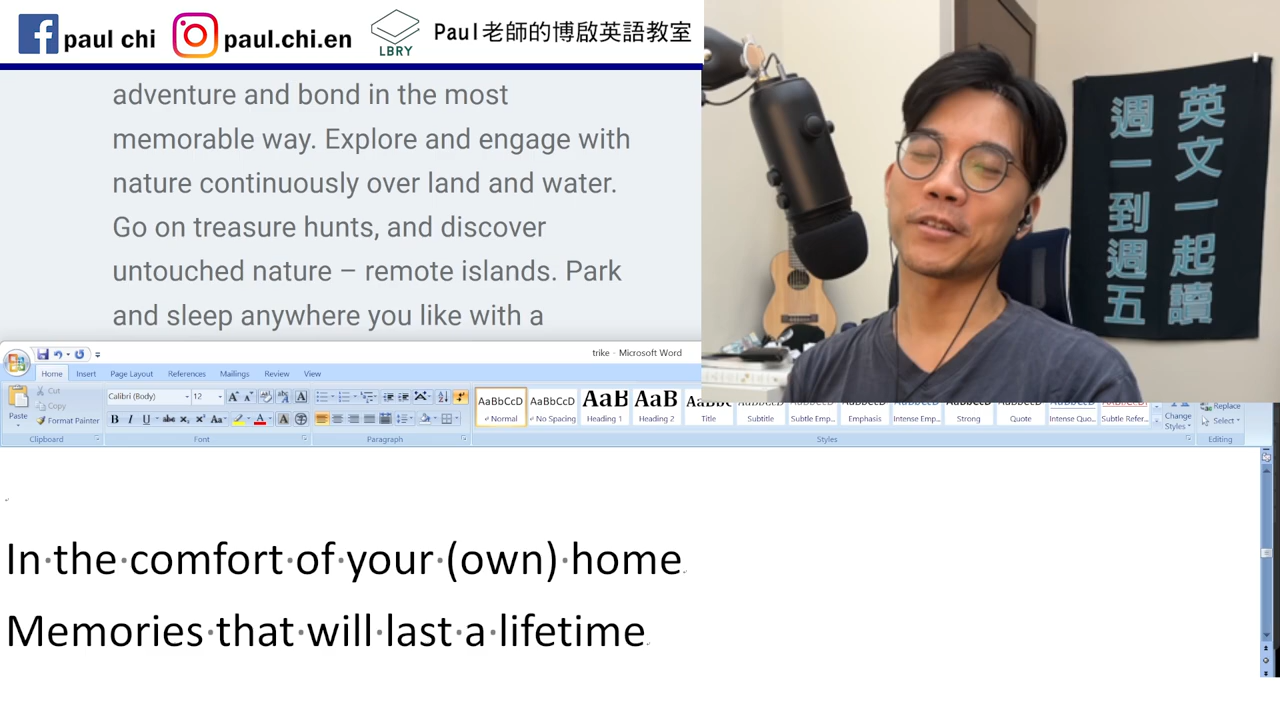 paul chi
paul.chi.en
LBRY
Paul老師的博啟英語教室
adventure and bond in the most
memorable way. Explore and engage with
nature continuously over land and water.
Go on treasure hunts, and discover
untouched nature – remote islands. Park
and sleep anywhere you like with a
英文一起讀
週一到週五
trike - Microsoft Word
Home Insert Page Layout References Mailings Review View
Cut
Copy
Format Painter
Paste
Calibri (Body) 12
AaBbCcD AaBbCcD AaB AaB
Normal No Spacing Heading 1 Heading 2 Title Subtitle Subtle Emp... Emphasis Intense Emp... Strong Quote Intense Quo... Subtle Refer...
Change Styles
Replace
Select
Clipboard Font Paragraph Styles Editing
In the comfort of your (own) home
Memories that will last a lifetime